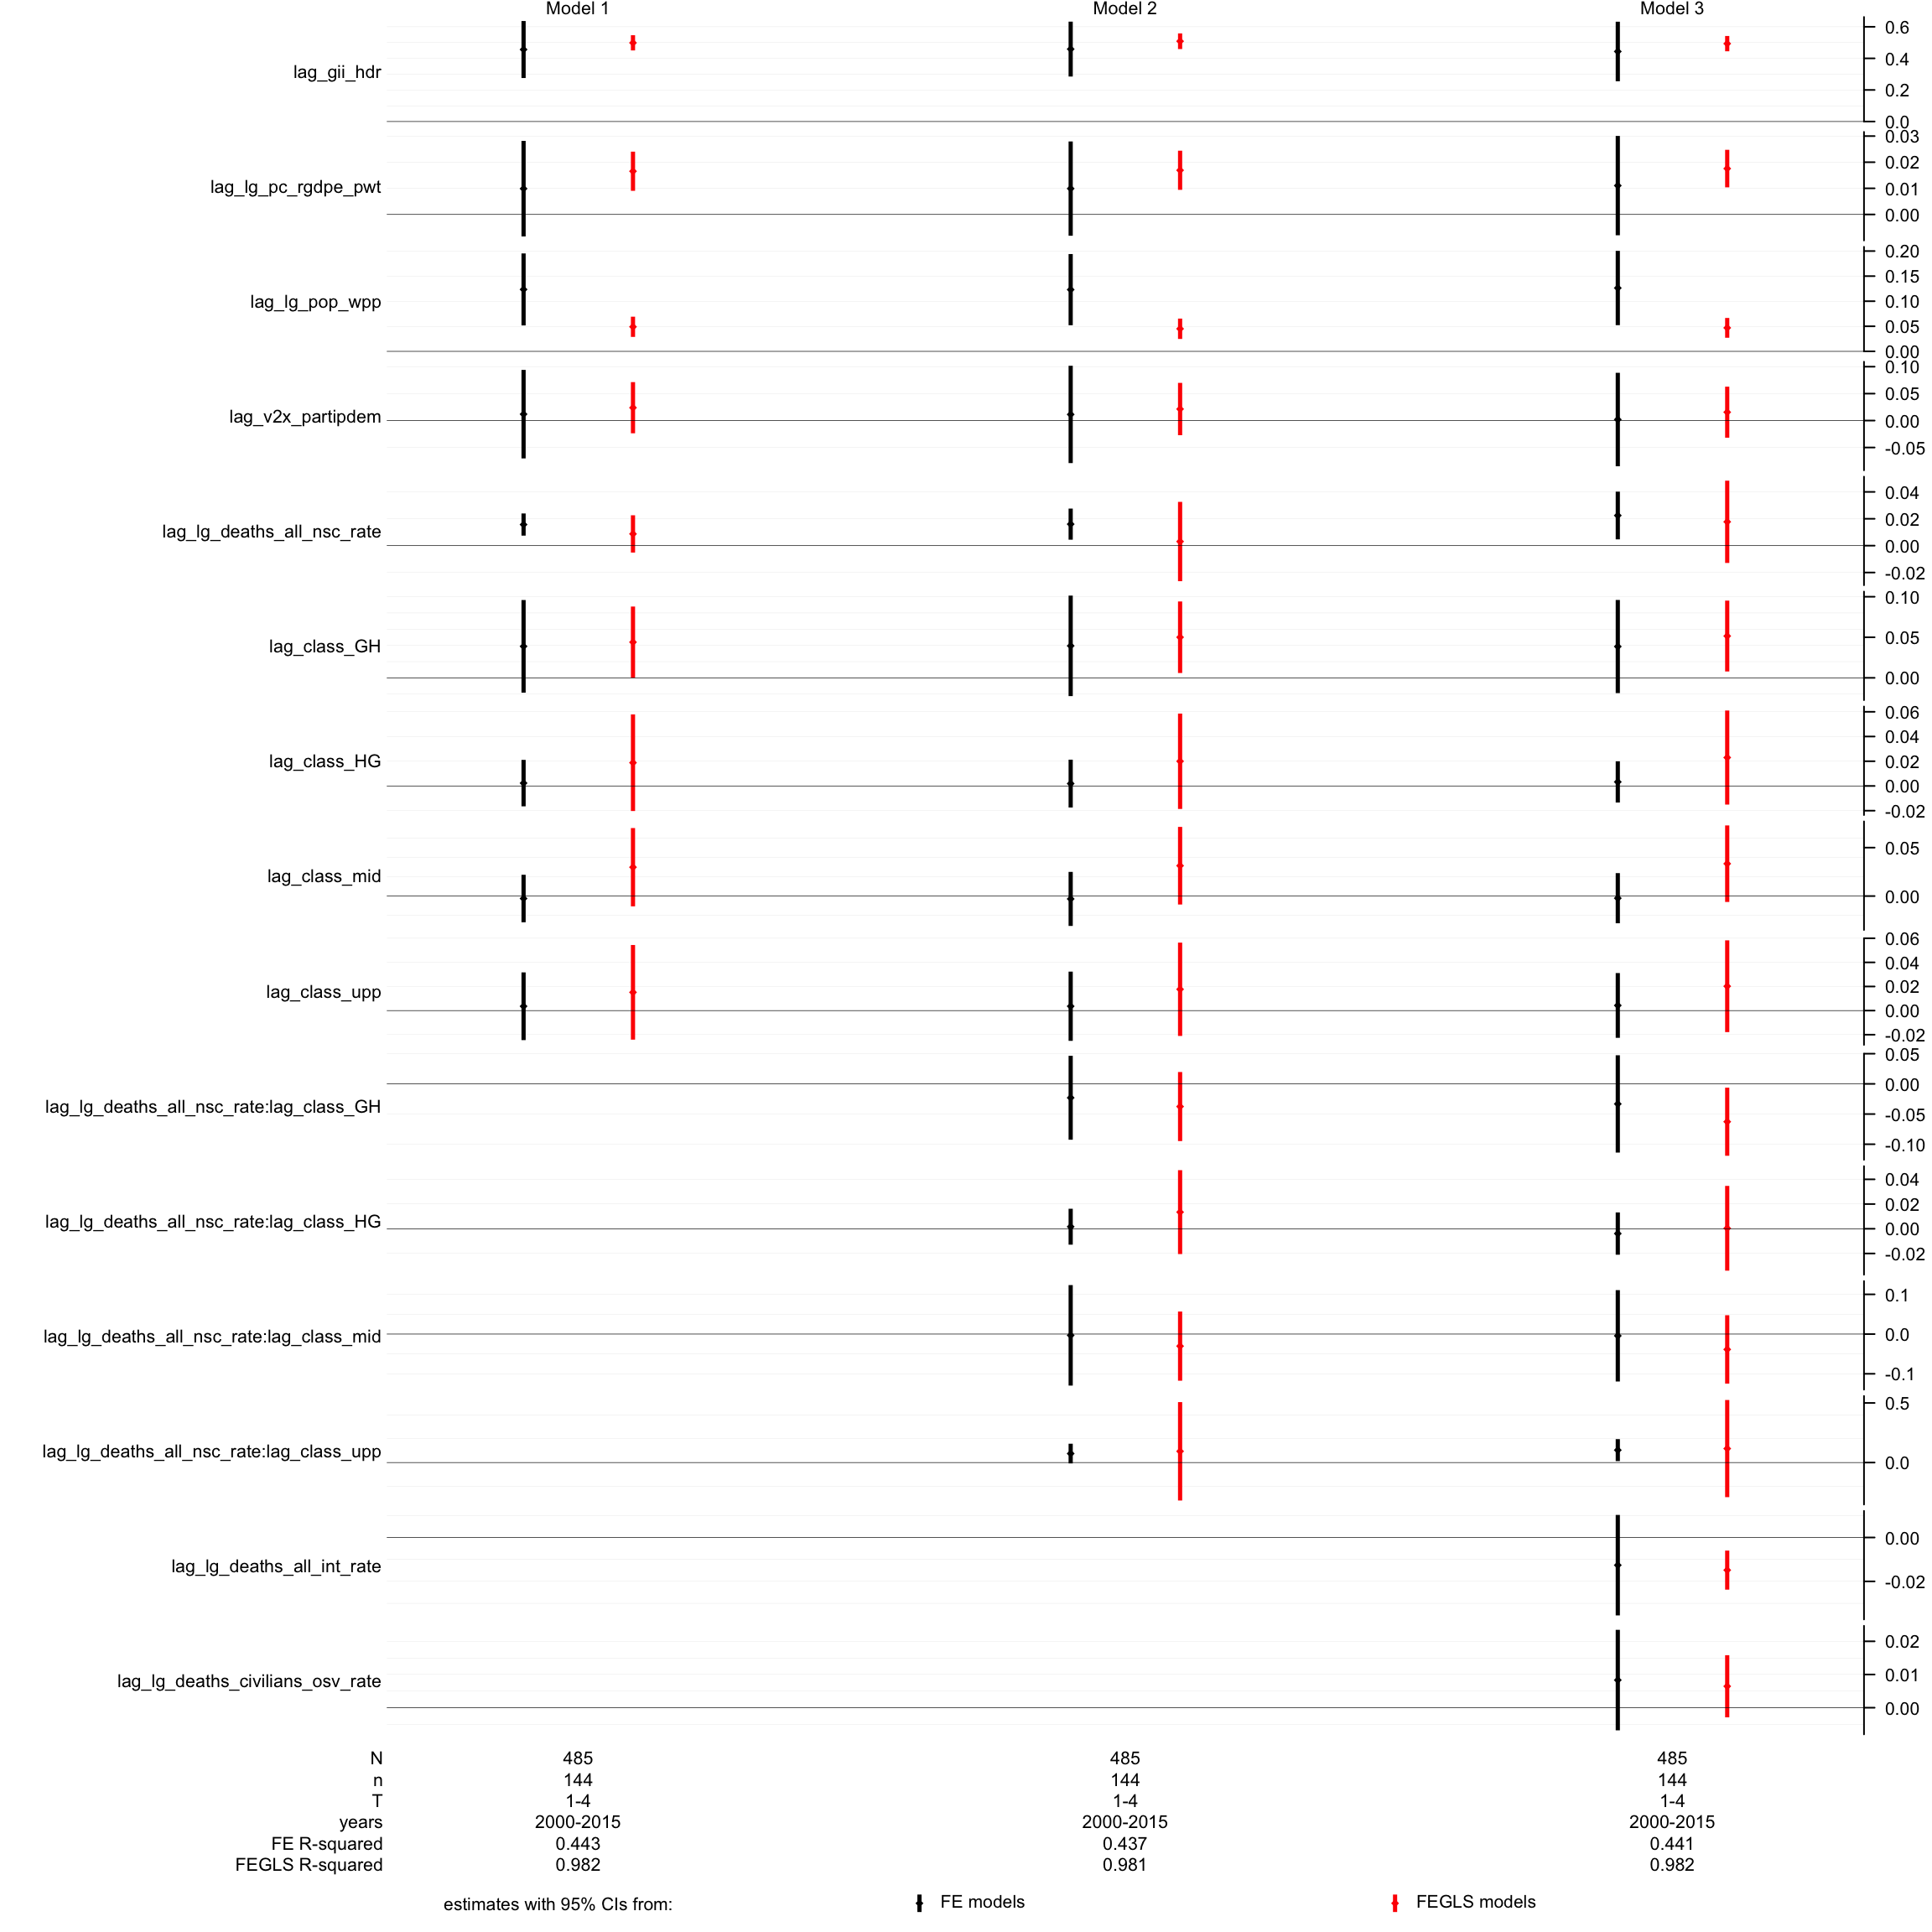 Model 1 Model 2 Model 3
lag_gii_hdr
0.6
0.4
0.2
0.0
lag_lg_pc_rgdpe_pwt
0.03
0.02
0.01
0.00
lag_lg_pop_wpp
0.20
0.15
0.10
0.05
0.00
lag_v2x_partipdem
0.10
0.05
0.00
-0.05
lag_lg_deaths_all_nsc_rate
0.04
0.02
0.00
-0.02
lag_class_GH
0.10
0.05
0.00
lag_class_HG
0.06
0.04
0.02
0.00
-0.02
lag_class_mid
0.05
0.00
lag_class_upp
0.06
0.04
0.02
0.00
-0.02
lag_lg_deaths_all_nsc_rate:lag_class_GH
0.05
0.00
-0.05
-0.10
lag_lg_deaths_all_nsc_rate:lag_class_HG
0.04
0.02
0.00
-0.02
lag_lg_deaths_all_nsc_rate:lag_class_mid
0.1
0.0
-0.1
lag_lg_deaths_all_nsc_rate:lag_class_upp
0.5
0.0
lag_lg_deaths_all_int_rate
0.00
-0.02
lag_lg_deaths_civilians_osv_rate
0.02
0.01
0.00
N 485 485 485
n 144 144 144
T 1-4 1-4 1-4
years 2000-2015 2000-2015 2000-2015
FE R-squared 0.443 0.437 0.441
FEGLS R-squared 0.982 0.981 0.982
estimates with 95% CIs from: FE models FEGLS models